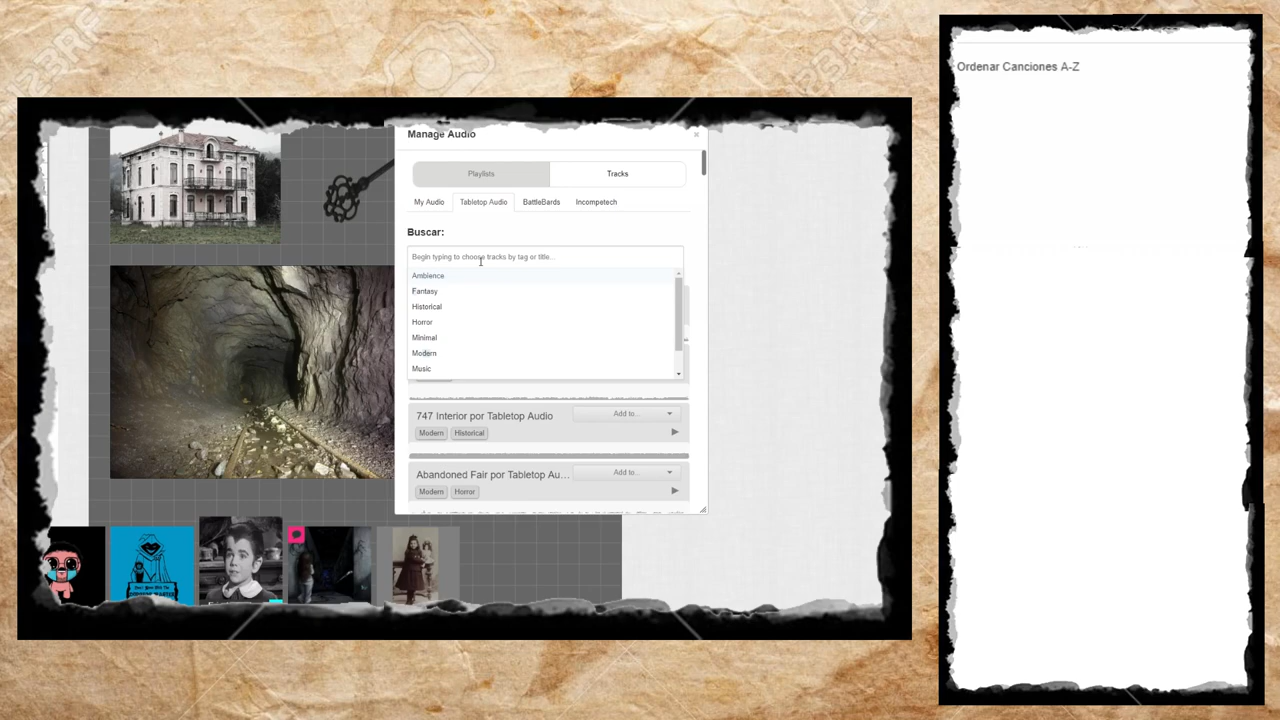 Ordenar Canciones A-Z
Manage Audio
Playlists
Tracks
My Audio
Tabletop Audio
BattleBards
Incompetech
Buscar:
Begin typing to choose tracks by tag or title...
Ambience
Fantasy
Historical
Horror
Minimal
Modern
Music
747 Interior por Tabletop Audio
Add to...
Modern
Historical
Abandoned Fair por Tabletop Au...
Add to...
Modern
Horror
123RF